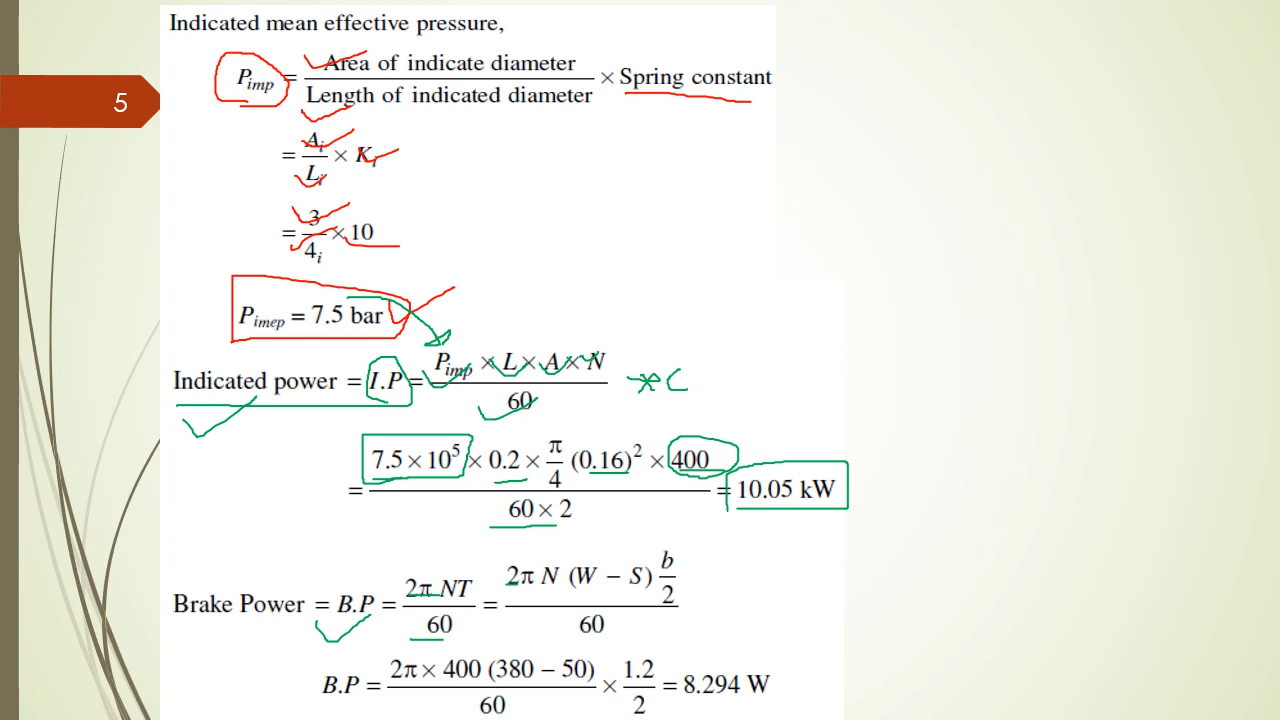 Indicated mean effective pressure,
P_imp = Area of indicate diameter / Length of indicated diameter × Spring constant
5
= A_i / L_i × K_i
= 3 / 4_i × 10
P_imep = 7.5 bar
Indicated power = I.P = P_imp × L × A × N / 60 * C
= 7.5 × 10^5 × 0.2 × π/4 (0.16)^2 × 400 / 60 × 2 = 10.05 kW
Brake Power = B.P = 2π NT / 60 = 2π N (W − S) b/2 / 60
B.P = 2π × 400 (380 − 50) / 60 × 1.2 / 2 = 8.294 W